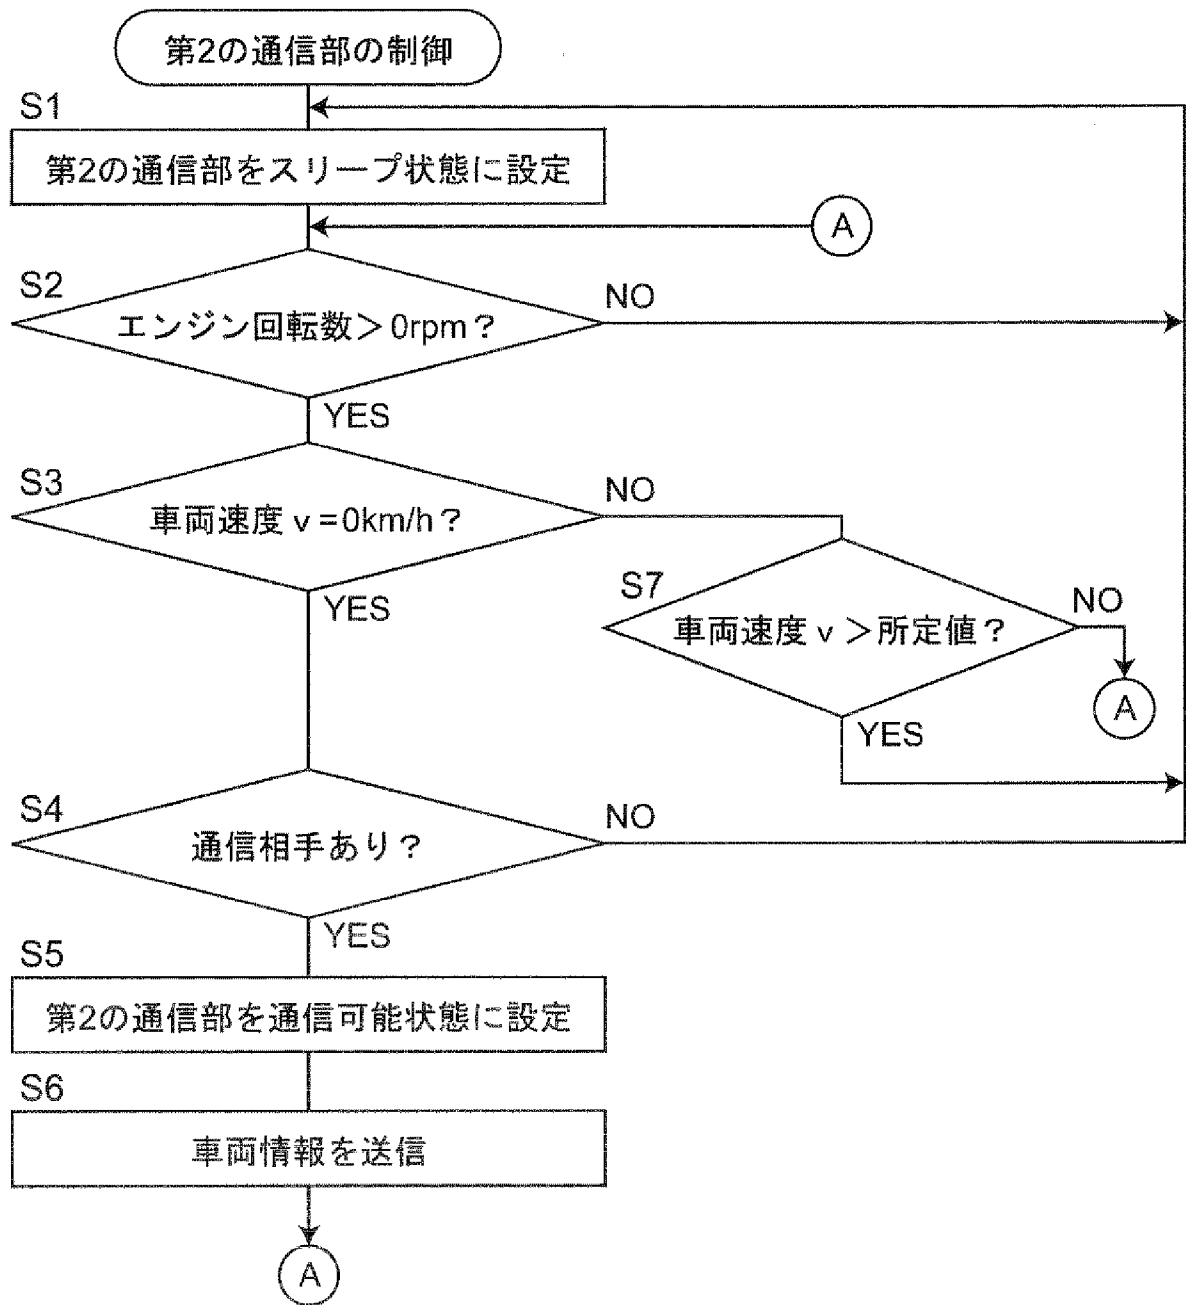 第2の通信部の制御
S1
第2の通信部をスリープ状態に設定
A
S2
エンジン回転数＞0rpm？
NO
YES
S3
車両速度ｖ=0km/h？
NO
YES
S7
車両速度ｖ＞所定値？
NO
A
YES
S4
通信相手あり？
NO
YES
S5
第2の通信部を通信可能状態に設定
S6
車両情報を送信
A